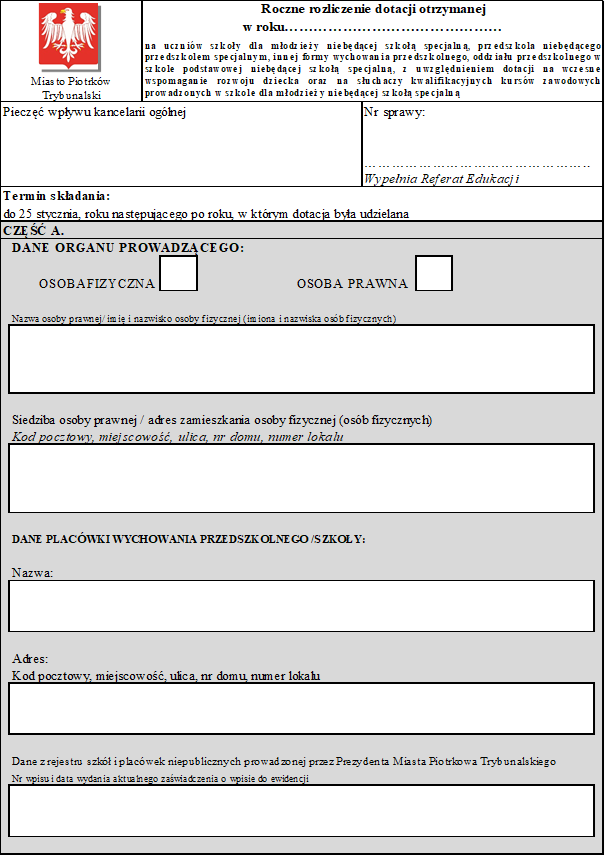 Roczne rozliczenie dotacji otrzymanej
w roku……………………………………
na uczniów szkoły dla młodzieży niebędącej szkołą specjalną, przedszkola niebędącego
przedszkolem specjalnym, innej formy wychowania przedszkolnego, oddziału przedszkolnego w
szkole podstawowej niebędącej szkołą specjalną, z uwzględnieniem dotacji na wczesne
wspomaganie rozwoju dziecka oraz na słuchaczy kwalifikacyjnych kursów zawodowych
prowadzonych w szkole dla młodzieży niebędącej szkołą specjalną
Miasto Piotrków
Trybunalski
Pieczęć wpływu kancelarii ogólnej
Nr sprawy:
………………………………………….
Wypełnia Referat Edukacji
Termin składania:
do 25 stycznia, roku następującego po roku, w którym dotacja była udzielana
CZĘŚĆ A.
DANE ORGANU PROWADZĄCEGO:
OSOBA FIZYCZNA
OSOBA PRAWNA
Nazwa osoby prawnej/ imię i nazwisko osoby fizycznej (imiona i nazwiska osób fizycznych)
Siedziba osoby prawnej / adres zamieszkania osoby fizycznej (osób fizycznych)
Kod pocztowy, miejscowość, ulica, nr domu, numer lokalu
DANE PLACÓWKI WYCHOWANIA PRZEDSZKOLNEGO /SZKOŁY:
Nazwa:
Adres:
Kod pocztowy, miejscowość, ulica, nr domu, numer lokalu
Dane z rejestru szkół i placówek niepublicznych prowadzonej przez Prezydenta Miasta Piotrkowa Trybunalskiego
Nr wpisu i data wydania aktualnego zaświadczenia o wpisie do ewidencji